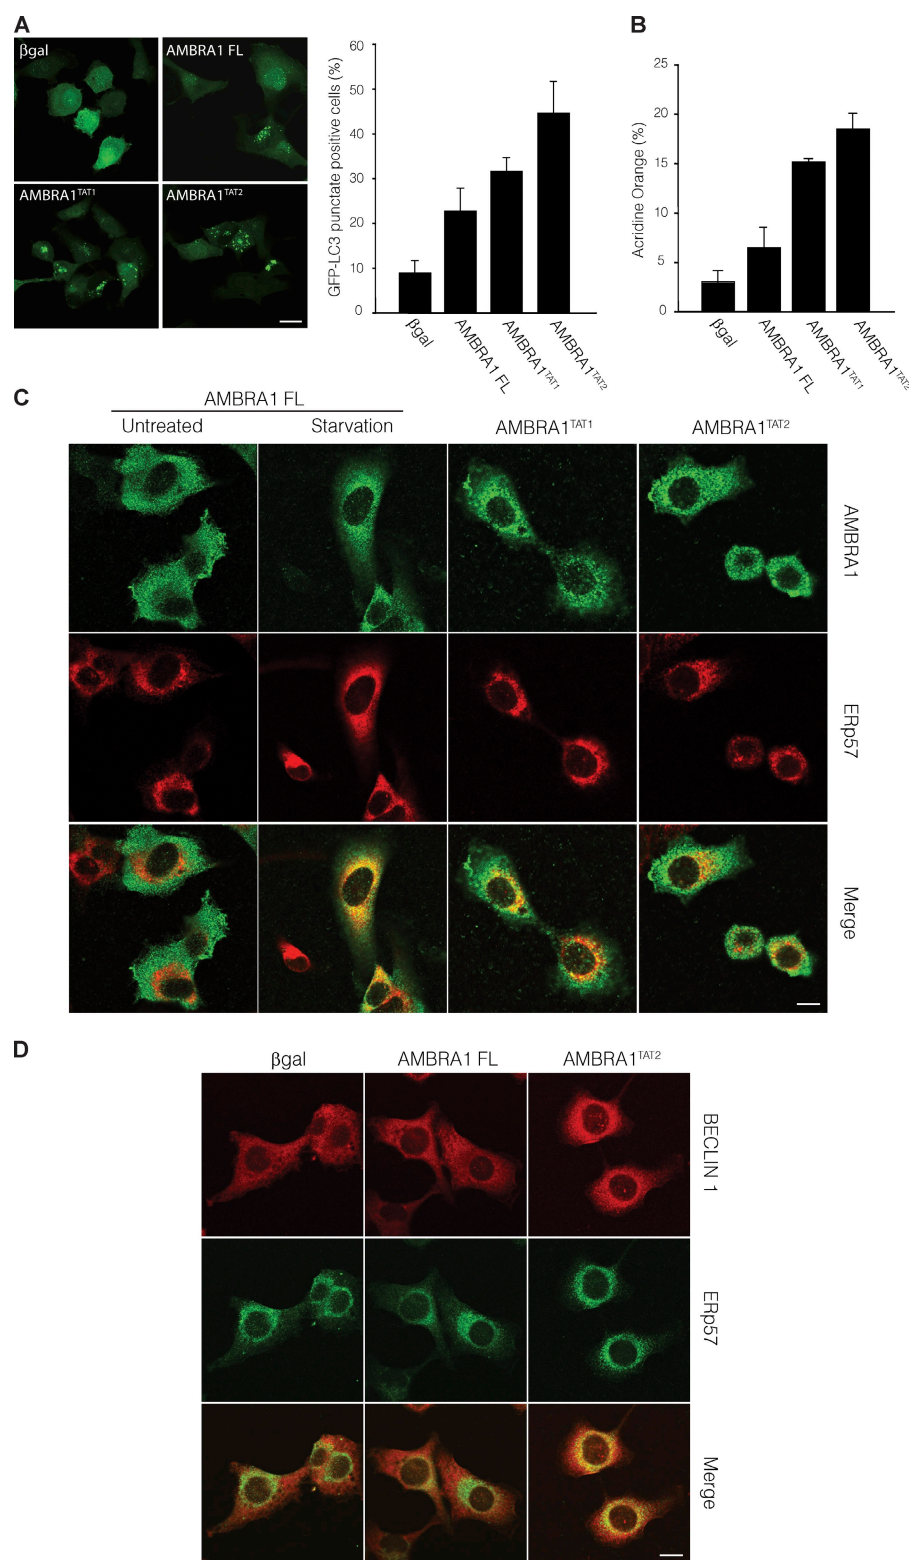 A
βgal
AMBRA1 FL
AMBRA1TAT1
AMBRA1TAT2
GFP-LC3 punctate positive cells (%)
60
50
40
30
20
10
0
βgal
AMBRA1 FL
AMBRA1TAT1
AMBRA1TAT2
B
Acridine Orange (%)
25
20
15
10
5
0
βgal
AMBRA1 FL
AMBRA1TAT1
AMBRA1TAT2
C
AMBRA1 FL
Untreated
Starvation
AMBRA1TAT1
AMBRA1TAT2
AMBRA1
ERp57
Merge
D
βgal
AMBRA1 FL
AMBRA1TAT2
BECLIN 1
ERp57
Merge